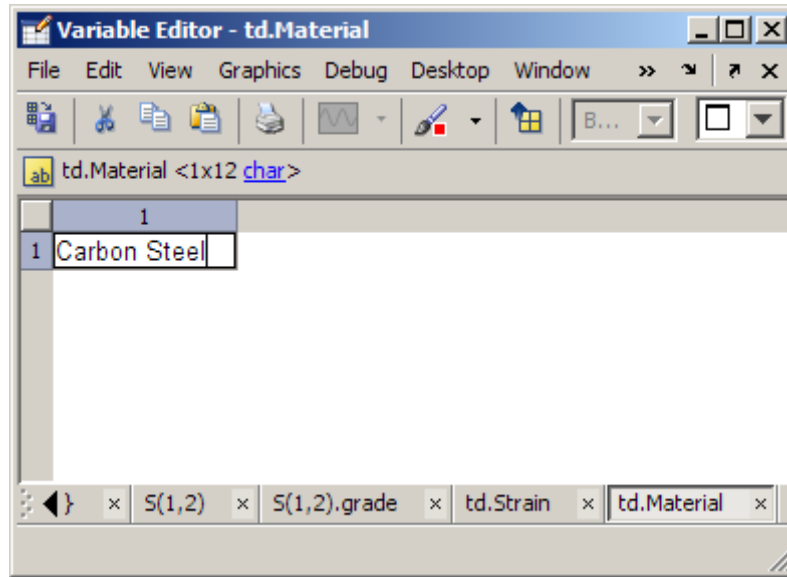 Variable Editor - td.Material
File Edit View Graphics Debug Desktop Window
B...
ab td.Material <1x12 char>
1
1 Carbon Steel
} S(1,2) S(1,2).grade td.Strain td.Material